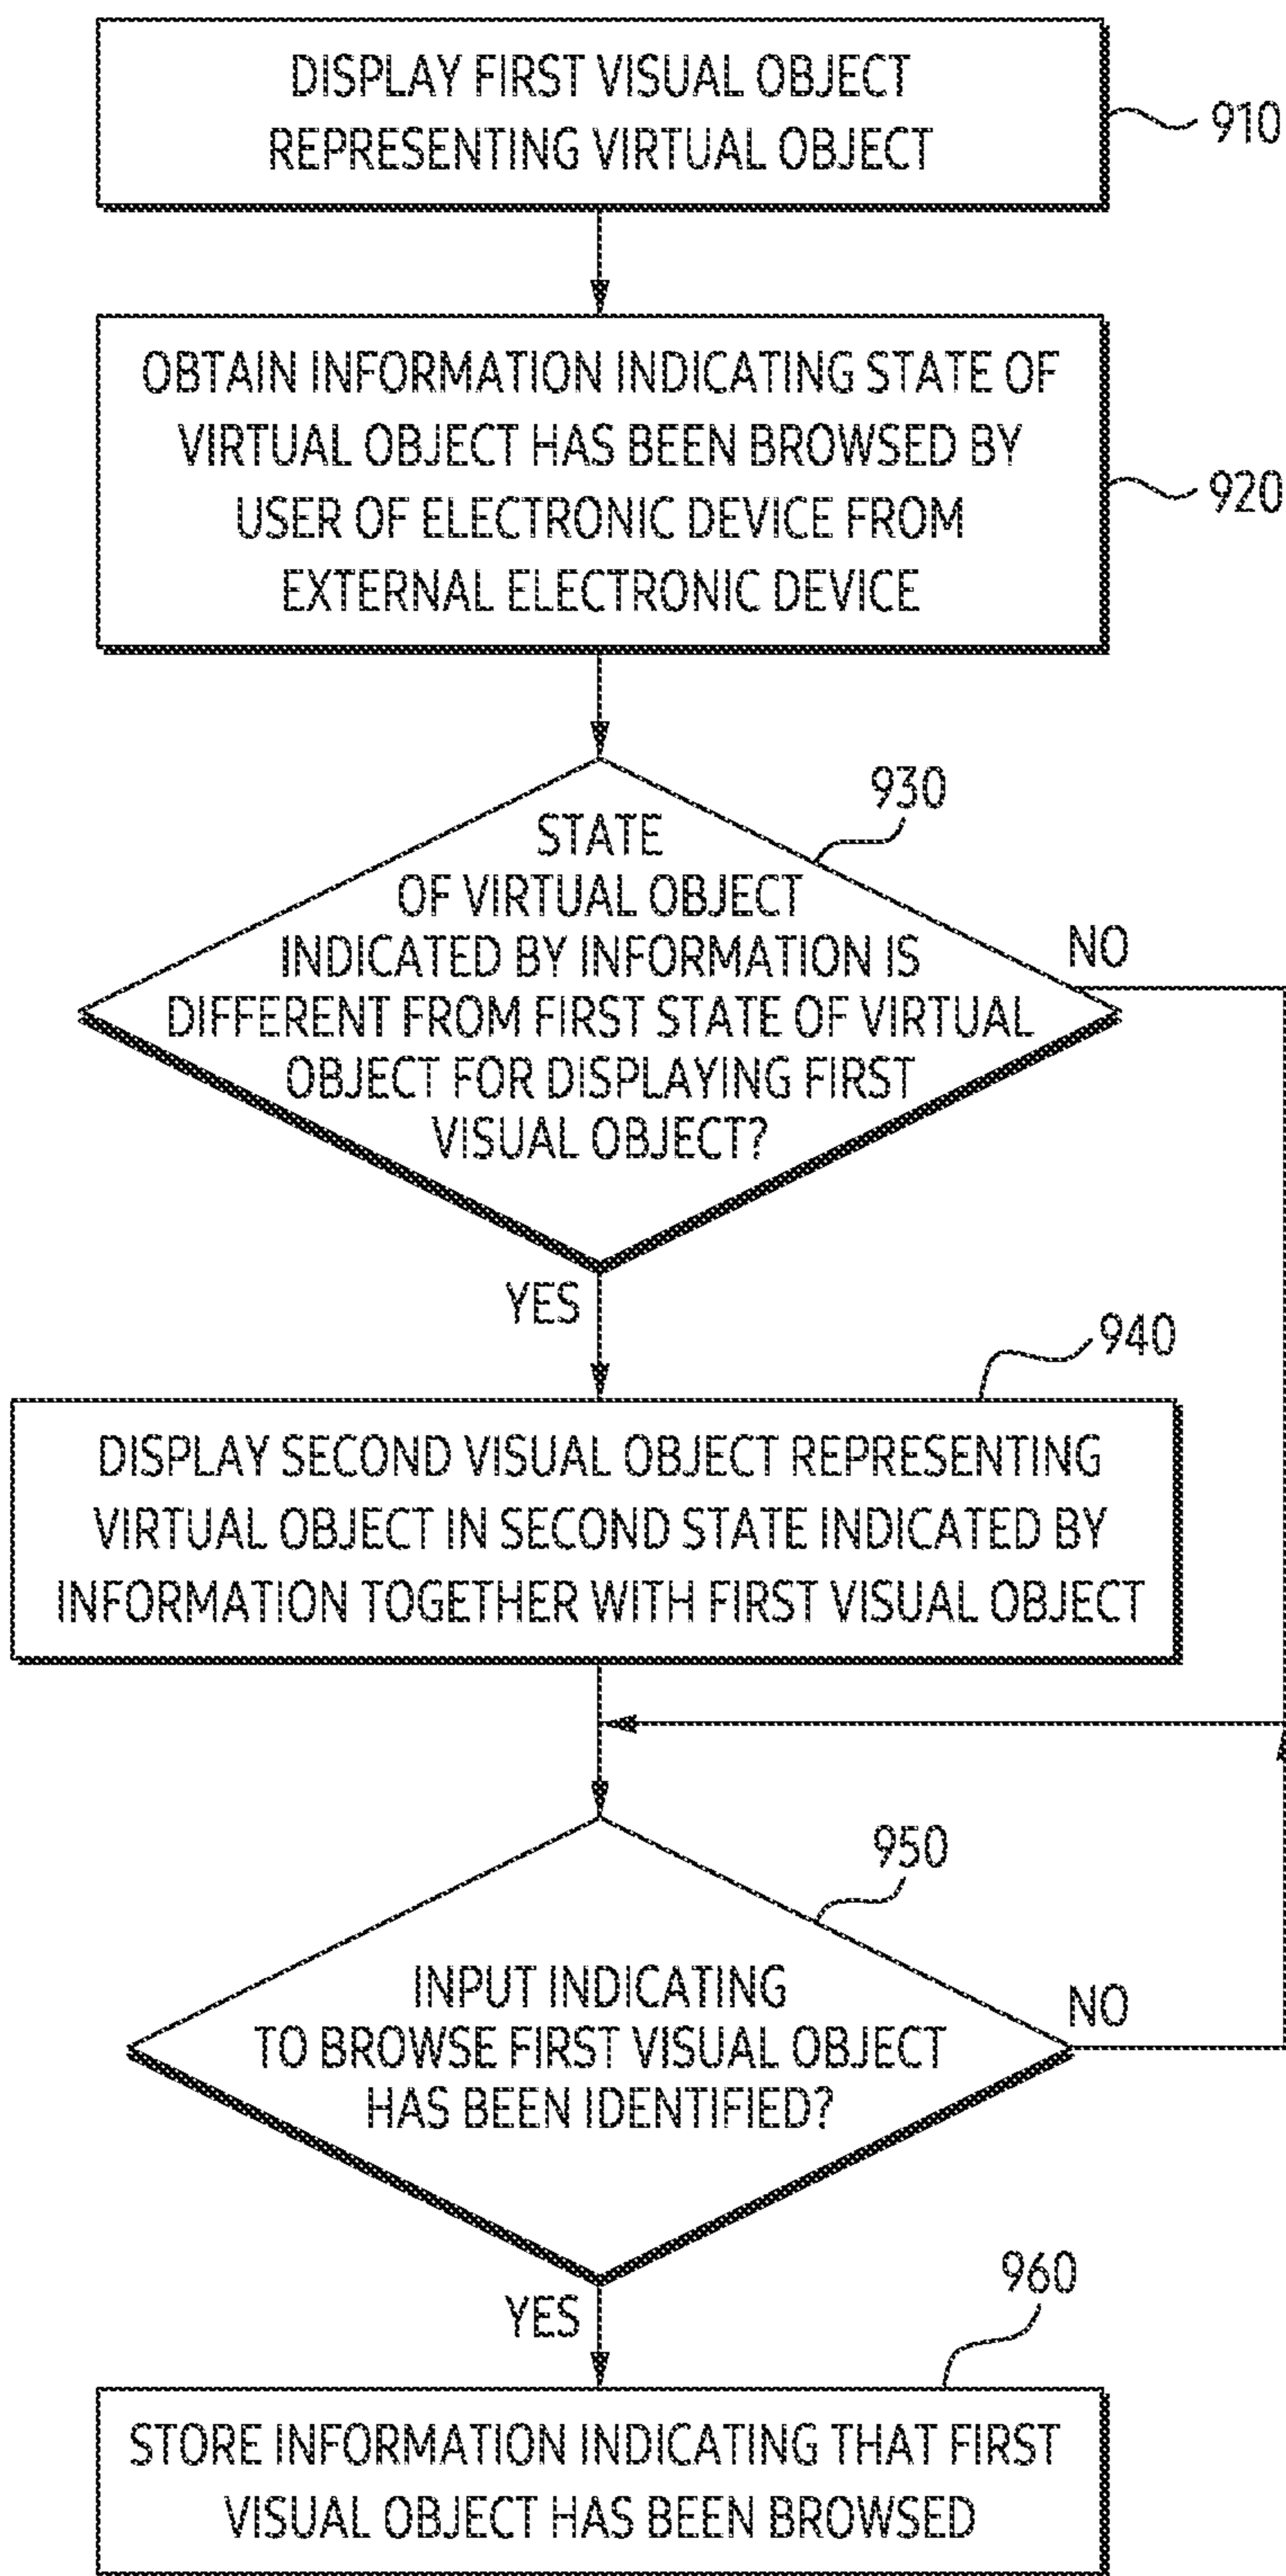 DISPLAY FIRST VISUAL OBJECT
REPRESENTING VIRTUAL OBJECT
910
OBTAIN INFORMATION INDICATING STATE OF
VIRTUAL OBJECT HAS BEEN BROWSED BY
USER OF ELECTRONIC DEVICE FROM
EXTERNAL ELECTRONIC DEVICE
920
930
STATE
OF VIRTUAL OBJECT
INDICATED BY INFORMATION IS
DIFFERENT FROM FIRST STATE OF VIRTUAL
OBJECT FOR DISPLAYING FIRST
VISUAL OBJECT?
NO
YES
940
DISPLAY SECOND VISUAL OBJECT REPRESENTING
VIRTUAL OBJECT IN SECOND STATE INDICATED BY
INFORMATION TOGETHER WITH FIRST VISUAL OBJECT
950
INPUT INDICATING
TO BROWSE FIRST VISUAL OBJECT
HAS BEEN IDENTIFIED?
NO
YES
960
STORE INFORMATION INDICATING THAT FIRST
VISUAL OBJECT HAS BEEN BROWSED